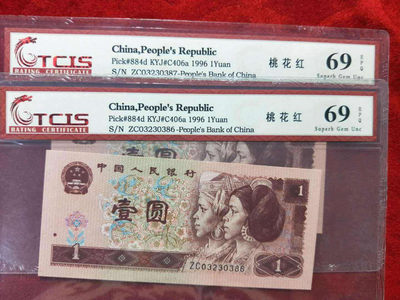 TCIS
RATING CERTIFICATE
China,People's Republic
Pick#884d KYJ#C406a 1996 1Yuan
S/N ZC03230387-People's Bank of China
桃花红
69 EPQ
Superb Gem Unc
TCIS
RATING CERTIFICATE
China,People's Republic
Pick#884d KYJ#C406a 1996 1Yuan
S/N ZC03230386-People's Bank of China
桃花红
69 EPQ
Superb Gem Unc
中国人民银行
壹圆
1
1
ZC03230386